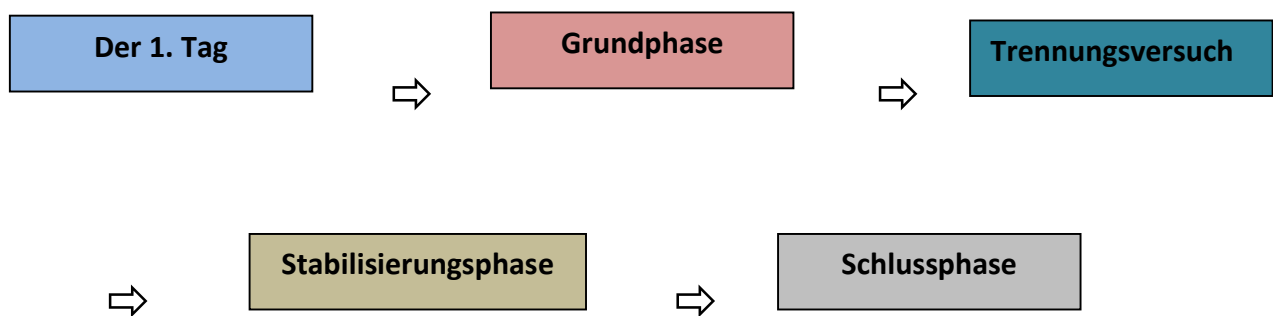 Der 1. Tag
Grundphase
Trennungsversuch
Stabilisierungsphase
Schlussphase